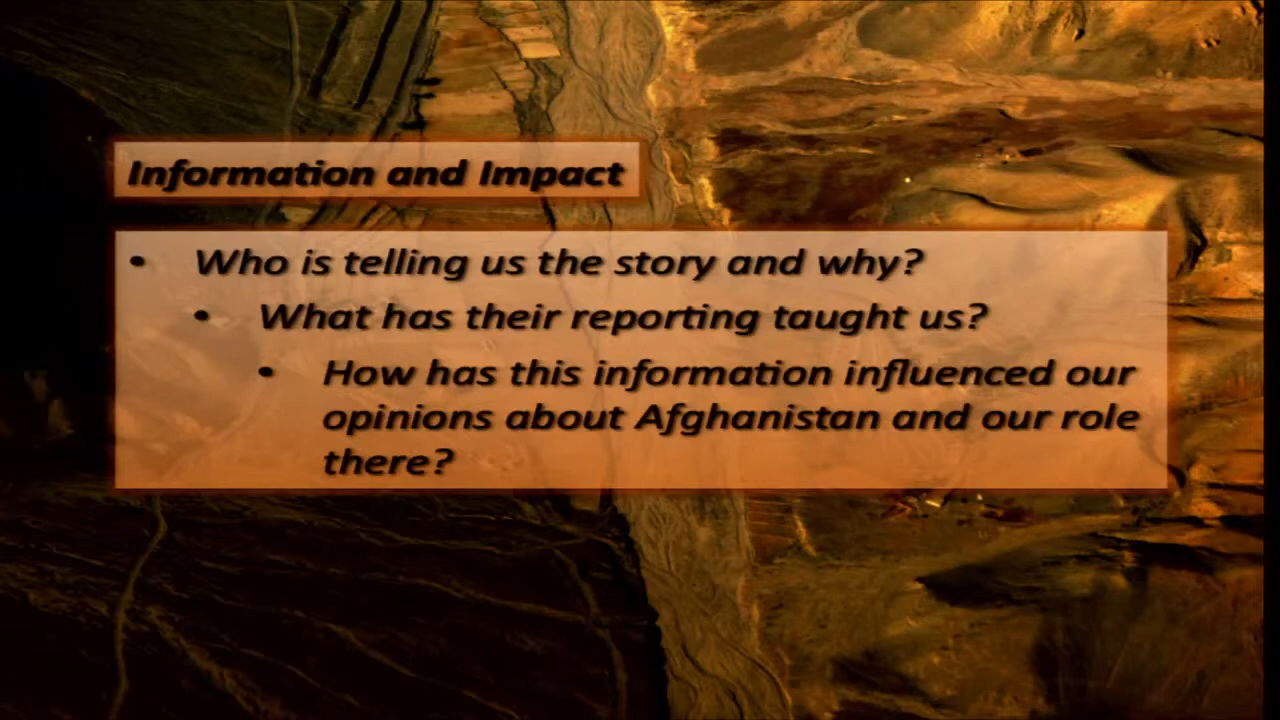 Information and Impact
• Who is telling us the story and why?
• What has their reporting taught us?
• How has this information influenced our
opinions about Afghanistan and our role
there?